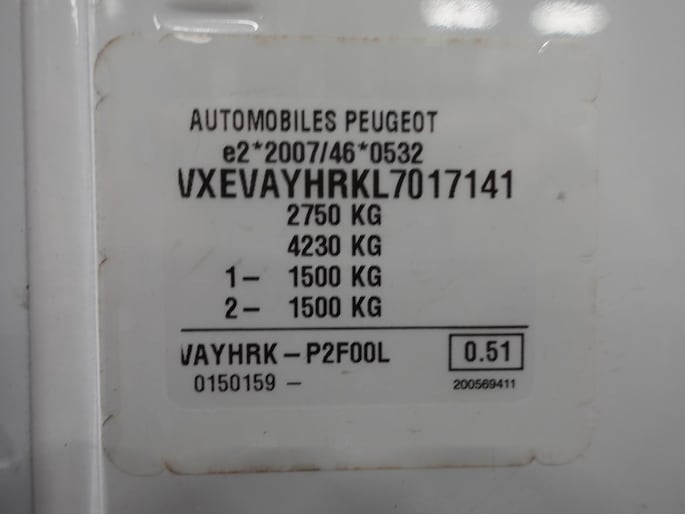 AUTOMOBILES PEUGEOT
e2*2007/46*0532
VXEVAYHRKL7017141
2750 KG
4230 KG
1– 1500 KG
2– 1500 KG
VAYHRK – P2F00L 0.51
0150159 – 200569411